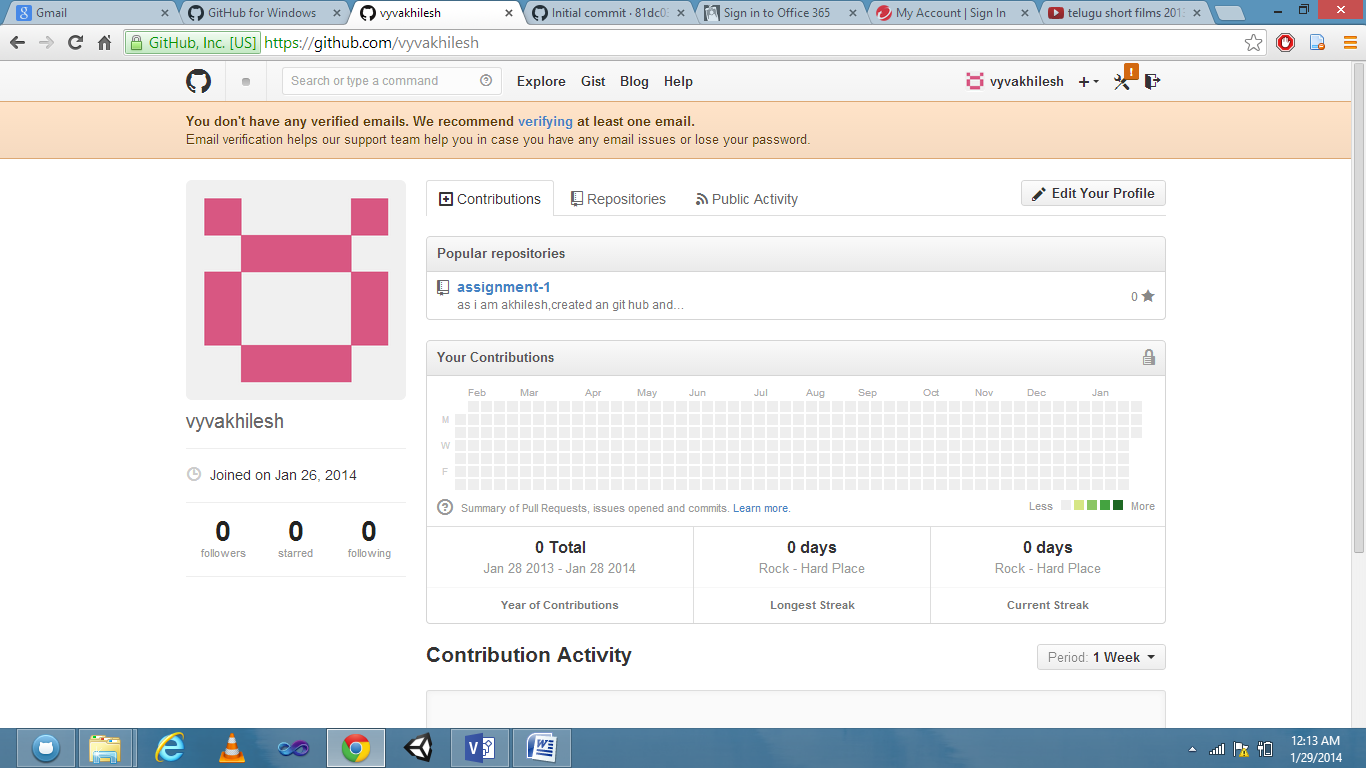 Gmail
GitHub for Windows
vyvakhilesh
Initial commit · 81dc03
Sign in to Office 365
My Account | Sign In
telugu short films 2013
GitHub, Inc. [US] https://github.com/vyvakhilesh
Search or type a command
Explore Gist Blog Help
vyvakhilesh
You don't have any verified emails. We recommend verifying at least one email.
Email verification helps our support team help you in case you have any email issues or lose your password.
Contributions
Repositories
Public Activity
Edit Your Profile
Popular repositories
assignment-1
as i am akhilesh,created an git hub and…
0
vyvakhilesh
Joined on Jan 26, 2014
0 0 0
followers starred following
Your Contributions
Feb Mar Apr May Jun Jul Aug Sep Oct Nov Dec Jan
M
W
F
Summary of Pull Requests, issues opened and commits. Learn more.
Less More
0 Total
Jan 28 2013 - Jan 28 2014
Year of Contributions
0 days
Rock - Hard Place
Longest Streak
0 days
Rock - Hard Place
Current Streak
Contribution Activity
Period: 1 Week
12:13 AM
1/29/2014